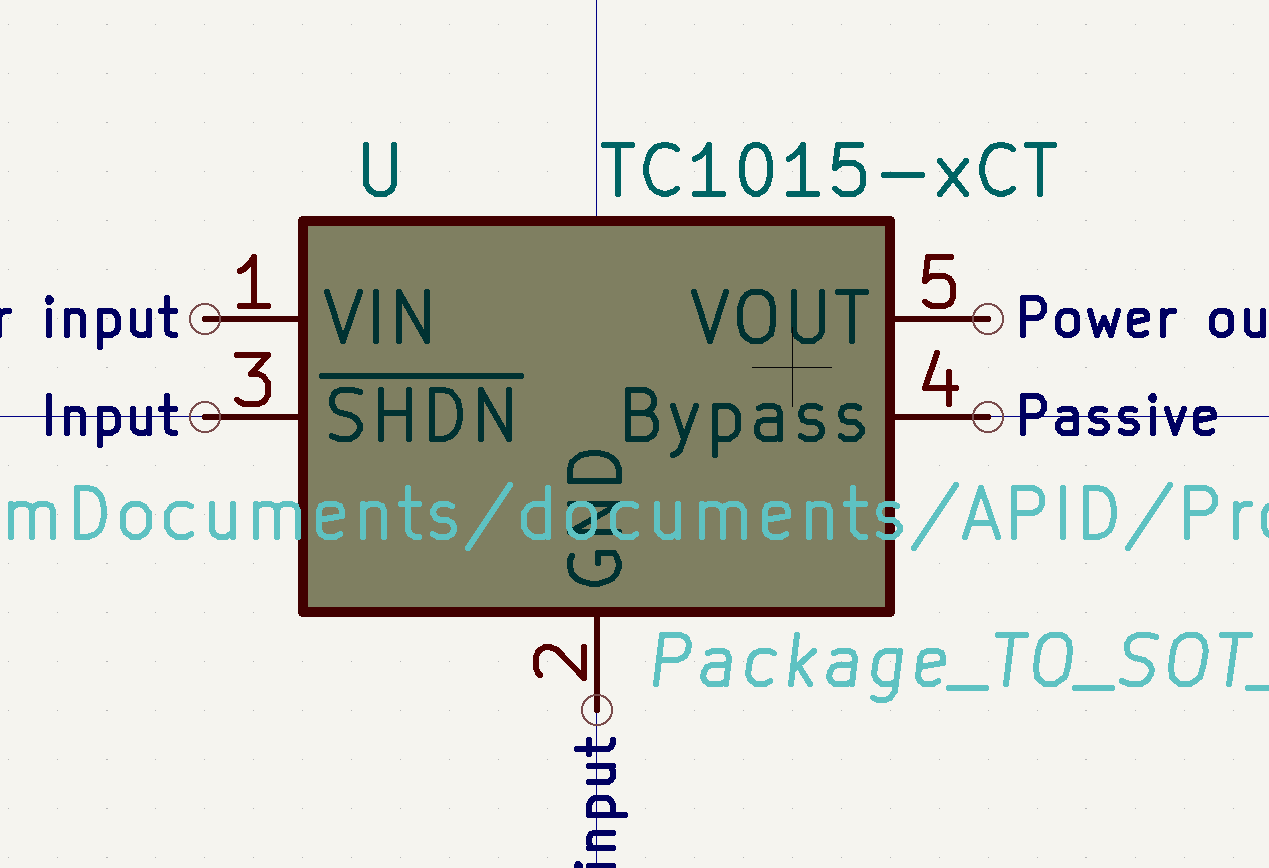 U TC1015-xCT
r input 1 VIN VOUT 5 Power ou
Input 3 SHDN Bypass 4 Passive
GND
mDocuments/documents/APID/Pro
2 Package_TO_SOT_
input